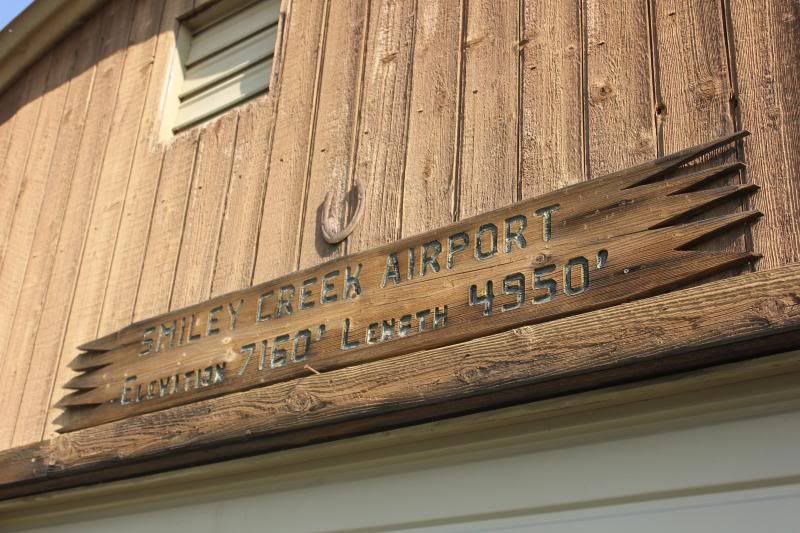 SMILEY CREEK AIRPORT
ELEVATION 7160' LENGTH 4950'